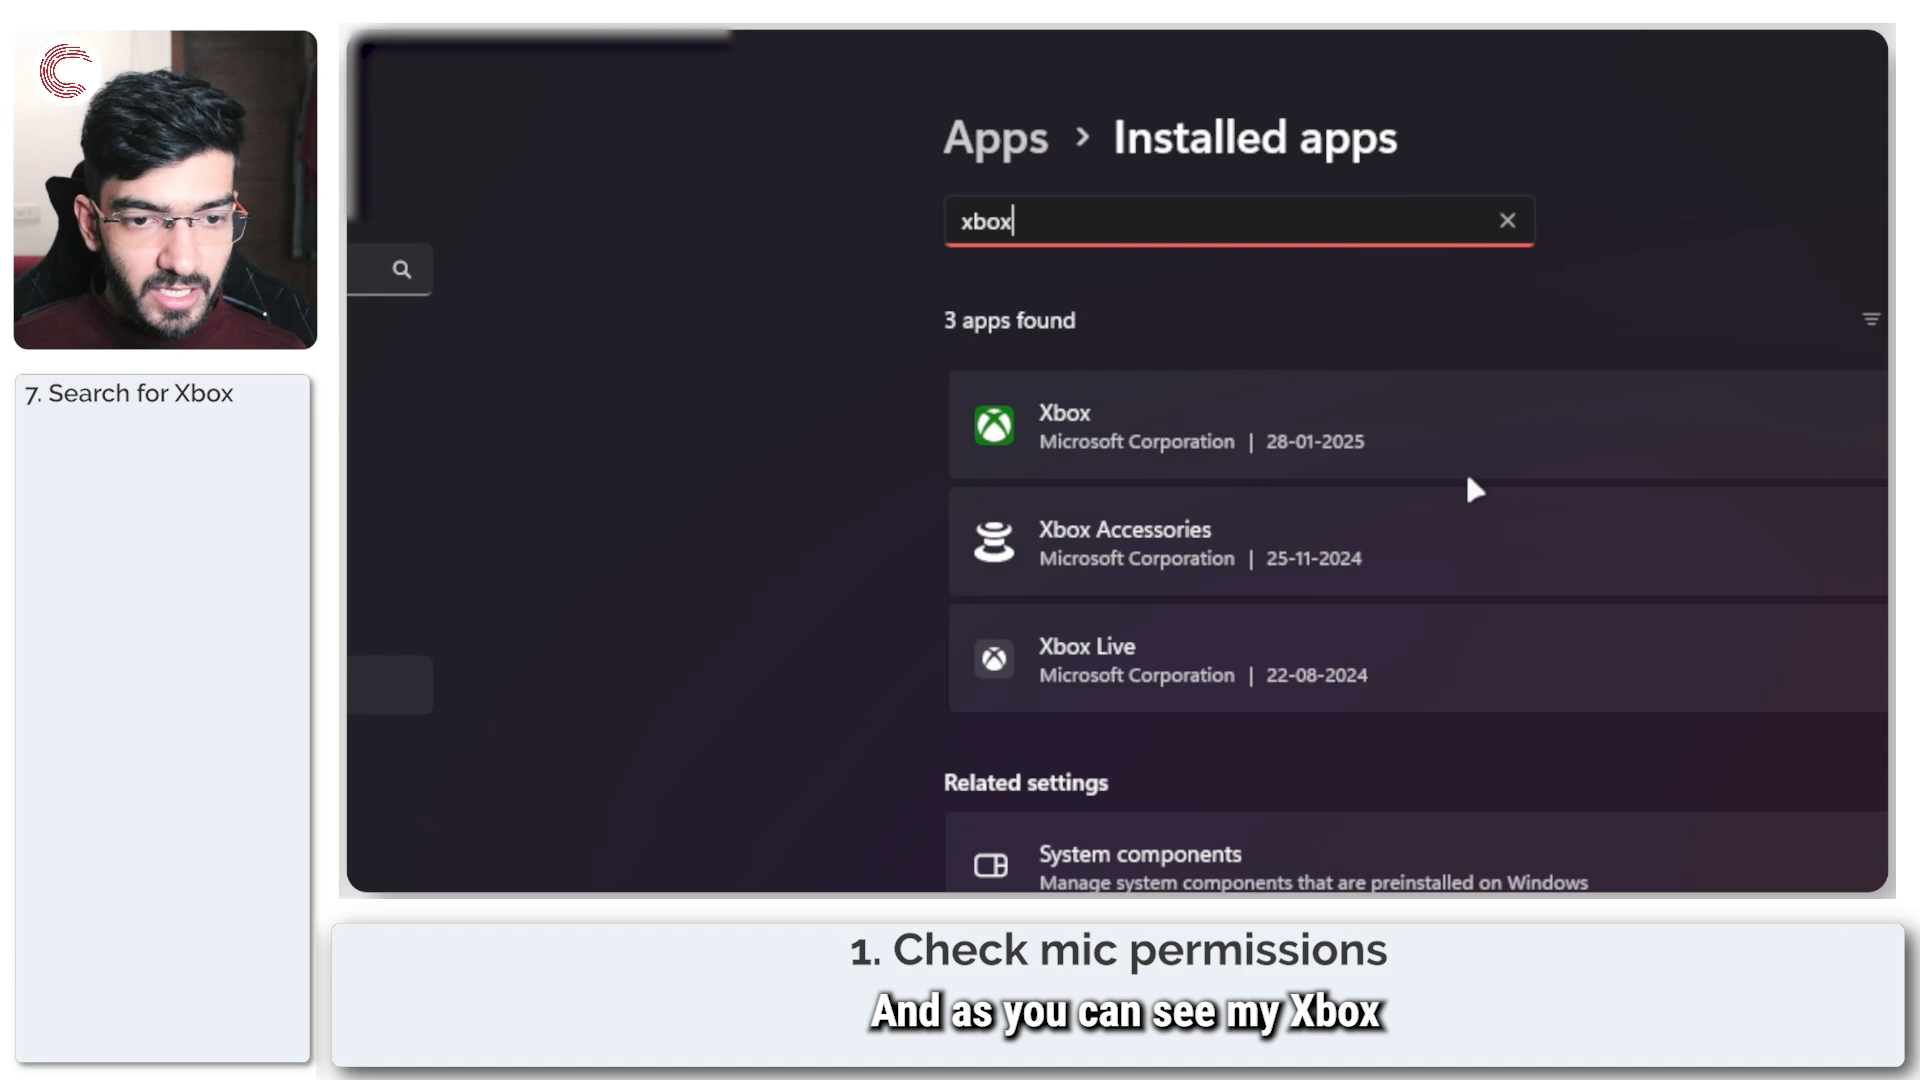 7. Search for Xbox
Apps > Installed apps
xbox
3 apps found
Xbox
Microsoft Corporation | 28-01-2025
Xbox Accessories
Microsoft Corporation | 25-11-2024
Xbox Live
Microsoft Corporation | 22-08-2024
Related settings
System components
Manage system components that are preinstalled on Windows
1. Check mic permissions
And as you can see my Xbox